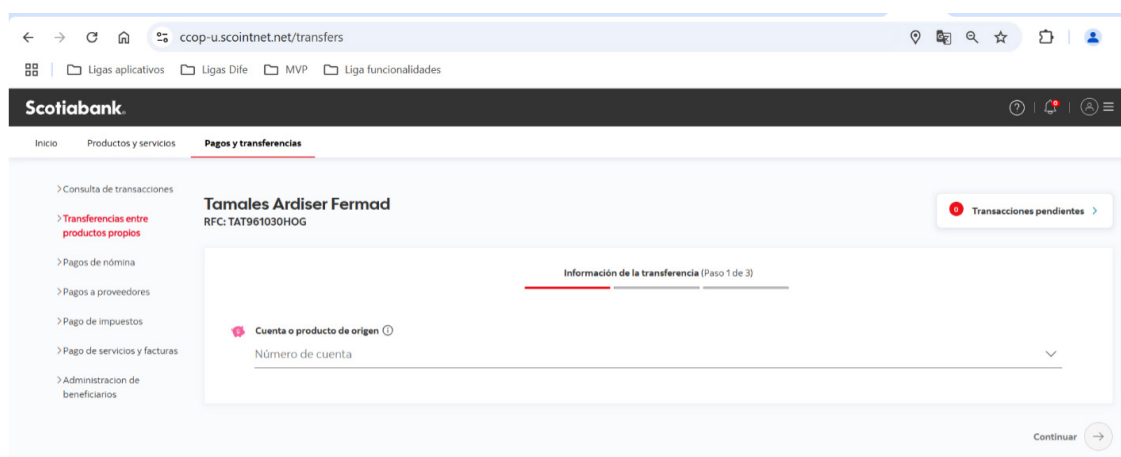 ccop-u.scointnet.net/transfers
Ligas aplicativos Ligas Dife MVP Liga funcionalidades
Scotiabank.
Inicio Productos y servicios Pagos y transferencias
>Consulta de transacciones
>Transferencias entre
productos propios
>Pagos de nómina
>Pagos a proveedores
>Pago de impuestos
>Pago de servicios y facturas
>Administracion de
beneficiarios
Tamales Ardiser Fermad
RFC: TAT961030HOG
0 Transacciones pendientes >
Información de la transferencia (Paso 1 de 3)
Cuenta o producto de origen
Número de cuenta
Continuar